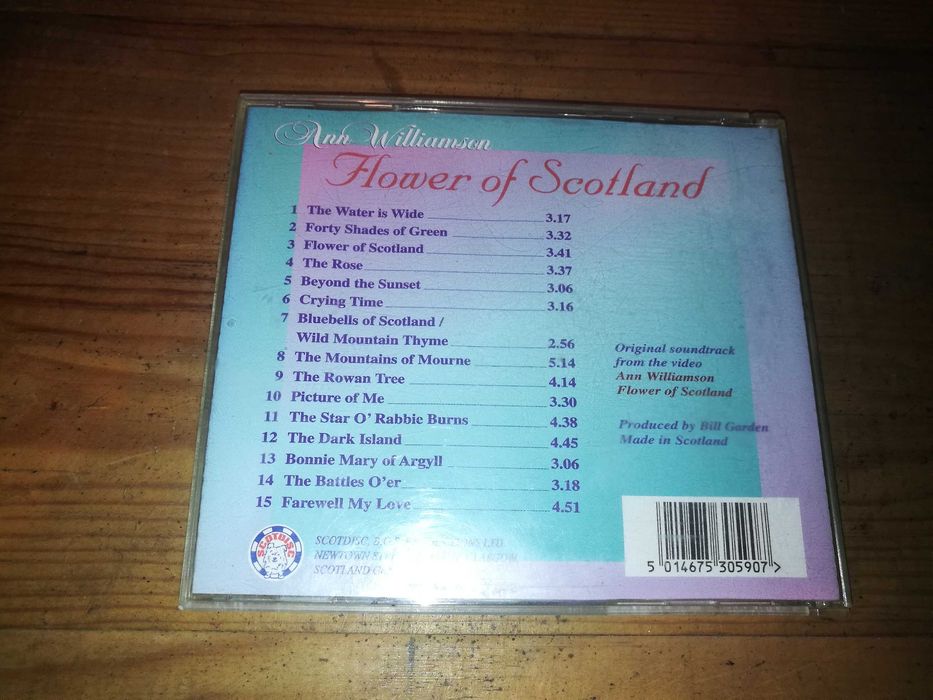 Ann Williamson
Flower of Scotland
1 The Water is Wide 3.17
2 Forty Shades of Green 3.32
3 Flower of Scotland 3.41
4 The Rose 3.37
5 Beyond the Sunset 3.06
6 Crying Time 3.16
7 Bluebells of Scotland /
Wild Mountain Thyme 2.56
8 The Mountains of Mourne 5.14
9 The Rowan Tree 4.14
10 Picture of Me 3.30
11 The Star O' Rabbie Burns 4.38
12 The Dark Island 4.45
13 Bonnie Mary of Argyll 3.06
14 The Battles O'er 3.18
15 Farewell My Love 4.51
Original soundtrack
from the video
Ann Williamson
Flower of Scotland
Produced by Bill Garden
Made in Scotland
SCOTDISC
SCOTDISC, LTD.
NEWTOWN
SCOTLAND
5 014675 305907 >